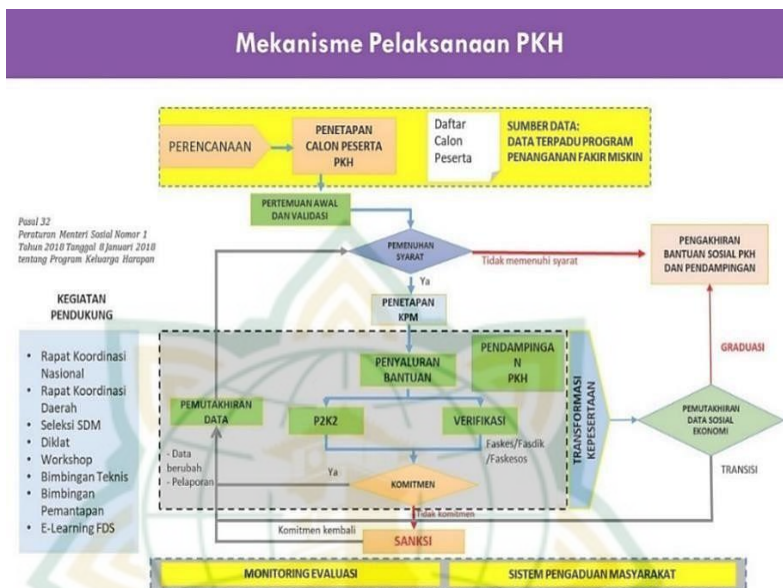 Mekanisme Pelaksanaan PKH
PERENCANAAN
PENETAPAN
CALON PESERTA
PKH
Daftar
Calon
Peserta
SUMBER DATA:
DATA TERPADU PROGRAM
PENANGANAN FAKIR MISKIN
PERTEMUAN AWAL
DAN VALIDASI
Pasal 32
Peraturan Menteri Sosial Nomor 1
Tahun 2018 Tanggal 8 Januari 2018
tentang Program Keluarga Harapan
PEMENUHAN
SYARAT
Tidak memenuhi syarat
PENGAKHIRAN
BANTUAN SOSIAL PKH
DAN PENDAMPINGAN
Ya
PENETAPAN
KPM
KEGIATAN
PENDUKUNG
• Rapat Koordinasi
Nasional
• Rapat Koordinasi
Daerah
• Seleksi SDM
• Diklat
• Workshop
• Bimbingan Teknis
• Bimbingan
Pemantapan
• E-Learning FDS
PENYALURAN
BANTUAN
PENDAMPINGA
N
PKH
PEMUTAKHIRAN
DATA
P2K2
VERIFIKASI
- Data
berubah
- Pelaporan
Faskes/Fasdik
/Faskesos
Ya
KOMITMEN
Tidak komitmen
Komitmen kembali
SANKSI
TRANSFORMASI
KEPESERTAAN
GRADUASI
PEMUTAKHIRAN
DATA SOSIAL
EKONOMI
TRANSISI
MONITORING EVALUASI
SISTEM PENGADUAN MASYARAKAT